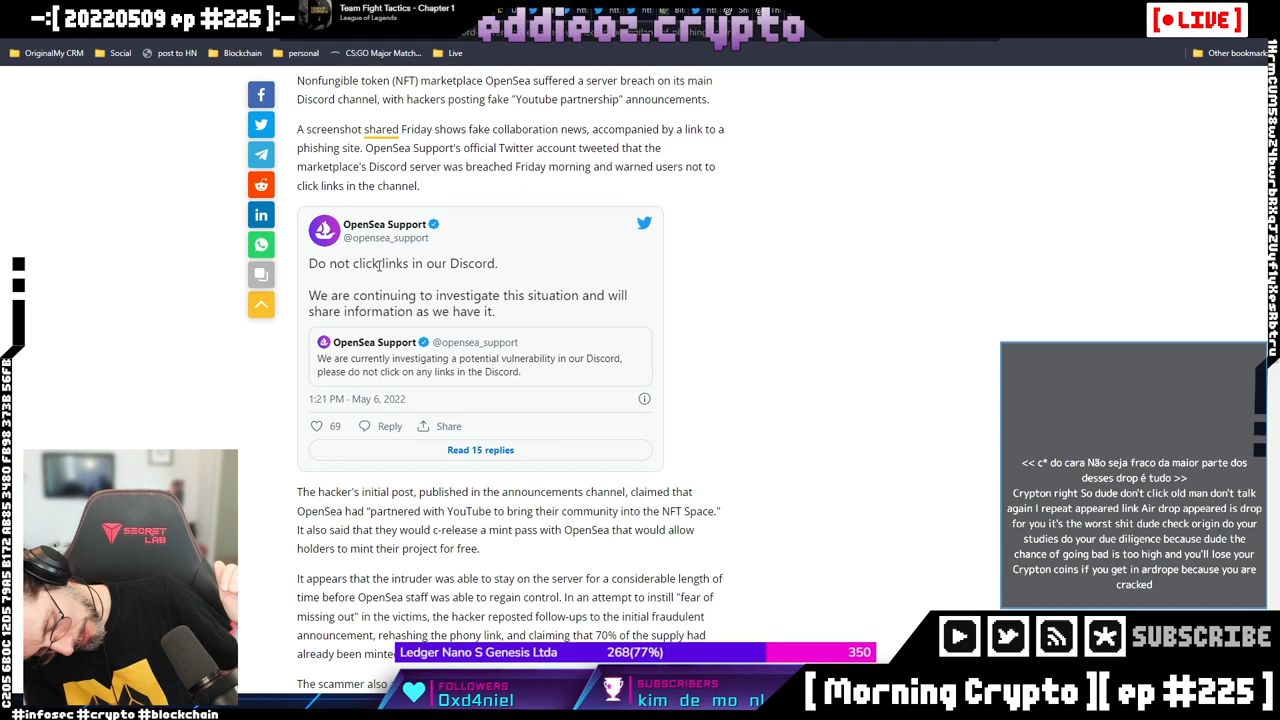 -:[ 20220509 ep #225 ]:-
Team Fight Tactics - Chapter 1
League of Legends
eddieoz.crypto
[ LIVE ]
OriginalMy CRM
Social
post to HN
Blockchain
personal
CS:GO Major Match...
Live
Other bookmark
Nonfungible token (NFT) marketplace OpenSea suffered a server breach on its main
Discord channel, with hackers posting fake "Youtube partnership" announcements.
A screenshot shared Friday shows fake collaboration news, accompanied by a link to a
phishing site. OpenSea Support's official Twitter account tweeted that the
marketplace's Discord server was breached Friday morning and warned users not to
click links in the channel.
OpenSea Support
@opensea_support
Do not click links in our Discord.
We are continuing to investigate this situation and will
share information as we have it.
OpenSea Support @opensea_support
We are currently investigating a potential vulnerability in our Discord,
please do not click on any links in the Discord.
1:21 PM · May 6, 2022
69 Reply Share
Read 15 replies
The hacker's initial post, published in the announcements channel, claimed that
OpenSea had “partnered with YouTube to bring their community into the NFT Space.”
It also said that they would c-release a mint pass with OpenSea that would allow
holders to mint their project for free.
It appears that the intruder was able to stay on the server for a considerable length of
time before OpenSea staff was able to regain control. In an attempt to instill "fear of
missing out" in the victims, the hacker reposted follow-ups to the initial fraudulent
announcement, rehashing the phony link, and claiming that 70% of the supply had
already been minte
The scammer also
SECRET
LAB
<< c* do cara Não seja fraco da maior parte dos
desses drop é tudo >>
Crypton right So dude don't click old man don't talk
again I repeat appeared link Air drop appeared is drop
for you it's the worst shit dude check origin do your
studies do your due diligence because dude the
chance of going bad is too high and you'll lose your
Crypton coins if you get in ardrope because you are
cracked
Ledger Nano S Genesis Ltda 268(77%) 350
FOLLOWERS
0xd4niel
SUBSCRIBERS
kim de mo nl
SUBSCRIBE
[ Morning Crypto ][ ep #225 ]
#infosec #crypto #blockchain